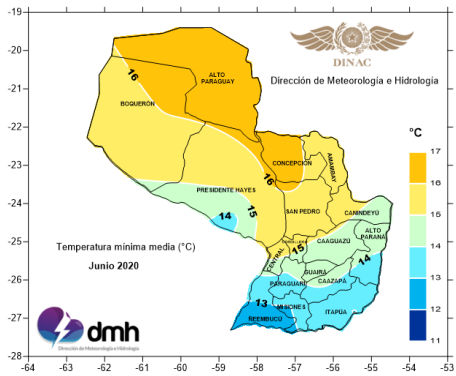 DINAC
Dirección de Meteorología e Hidrología
ALTO
PARAGUAY
BOQUERÓN
16
CONCEPCIÓN
AMAMBAY
16
PRESIDENTE HAYES
15
14
SAN PEDRO
CANINDEYÚ
ALTO
PARANÁ
CAAGUAZÚ
15
CENTRAL
GUAIRÁ
14
CAAZAPÁ
PARAGUARÍ
13
MISIONES
ITAPÚA
ÑEEMBUCÚ
Temperatura mínima media (°C)
Junio 2020
°C
17
16
15
14
13
12
11
dmh
Dirección de Meteorología e Hidrología
-19
-20
-21
-22
-23
-24
-25
-26
-27
-28
-64 -63 -62 -61 -60 -59 -58 -57 -56 -55 -54 -53